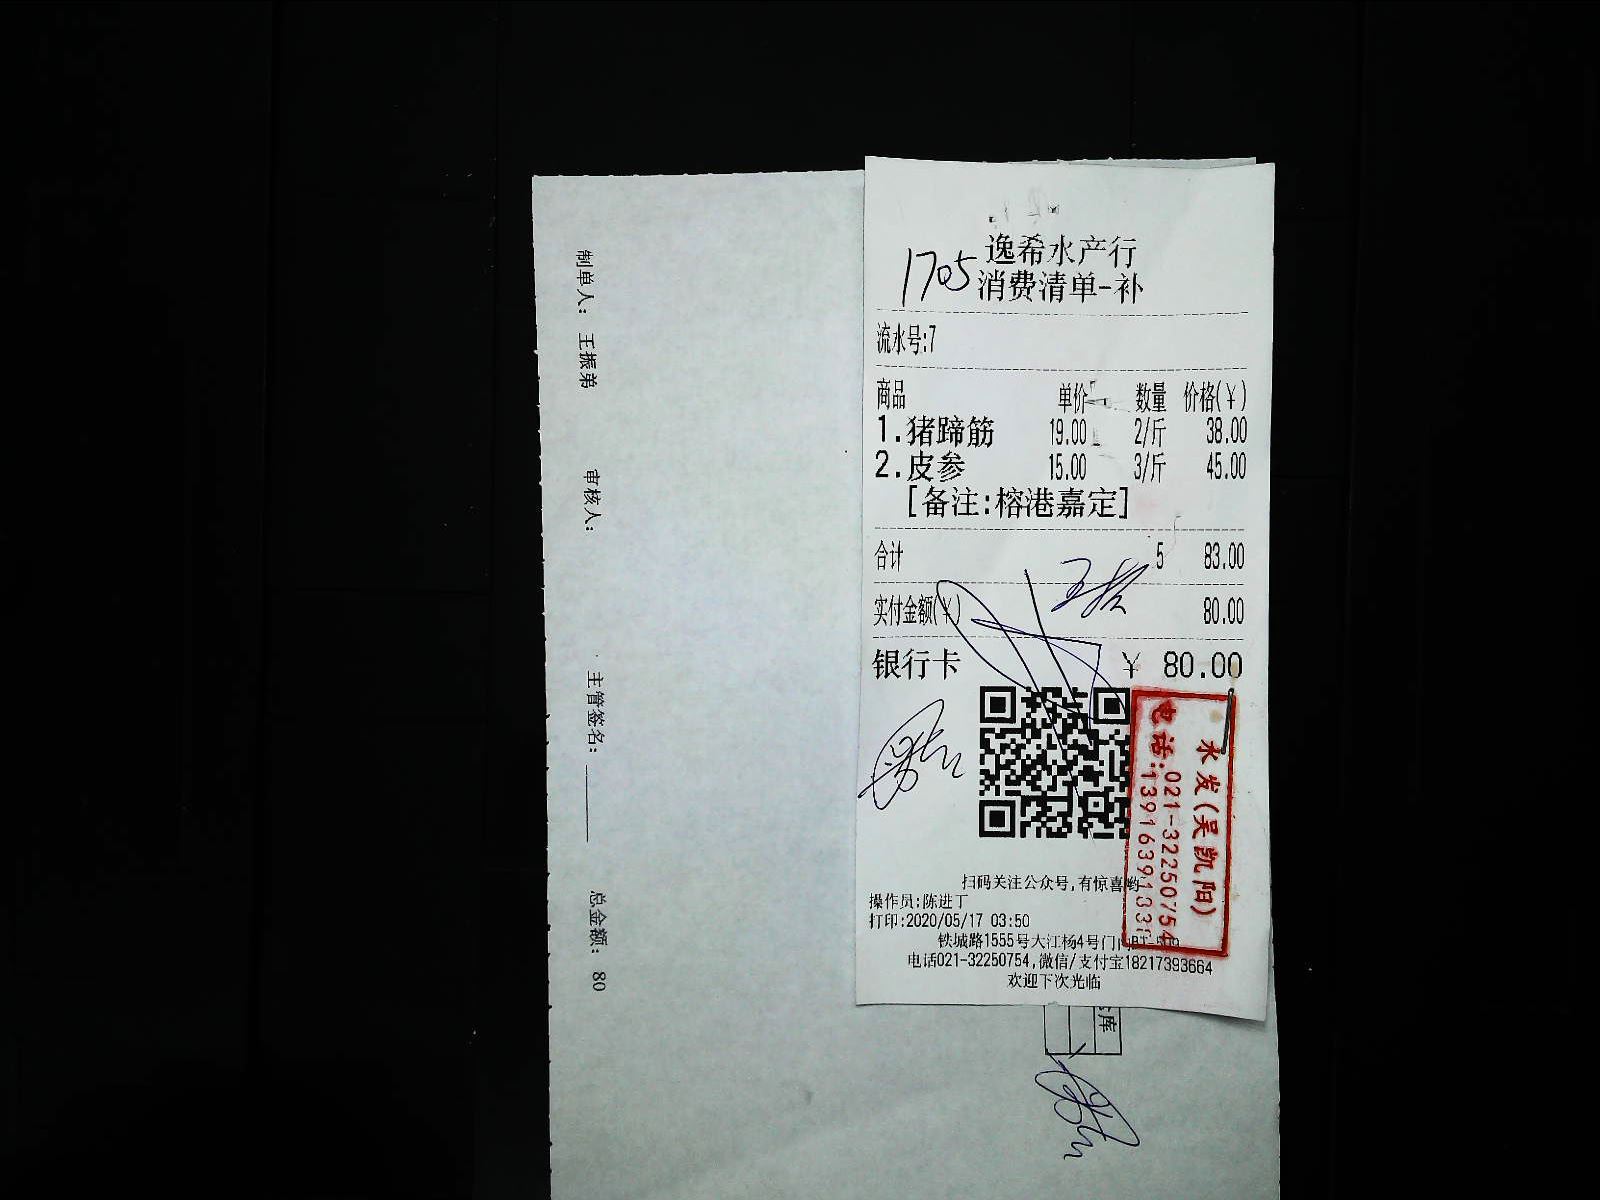 逸希水产行
1705
消费清单-补
流水号:7
商品 单价 数量 价格(¥)
1.猪蹄筋 19.00 2/斤 38.00
2.皮参 15.00 3/斤 45.00
[备注:榕港嘉定]
合计 5 83.00
实付金额(¥) 80.00
银行卡 ¥ 80.00
扫码关注公众号,有惊喜哟~
操作员:陈进丁
打印:2020/05/17 03:50
铁城路1555号大江杨4号门内
电话021-32250754,微信/支付宝18217393664
欢迎下次光临
永发(吴凯阳)
电话:021-32250754
制单人: 王振弟
审核人:
主管签名:
总金额: 80
库